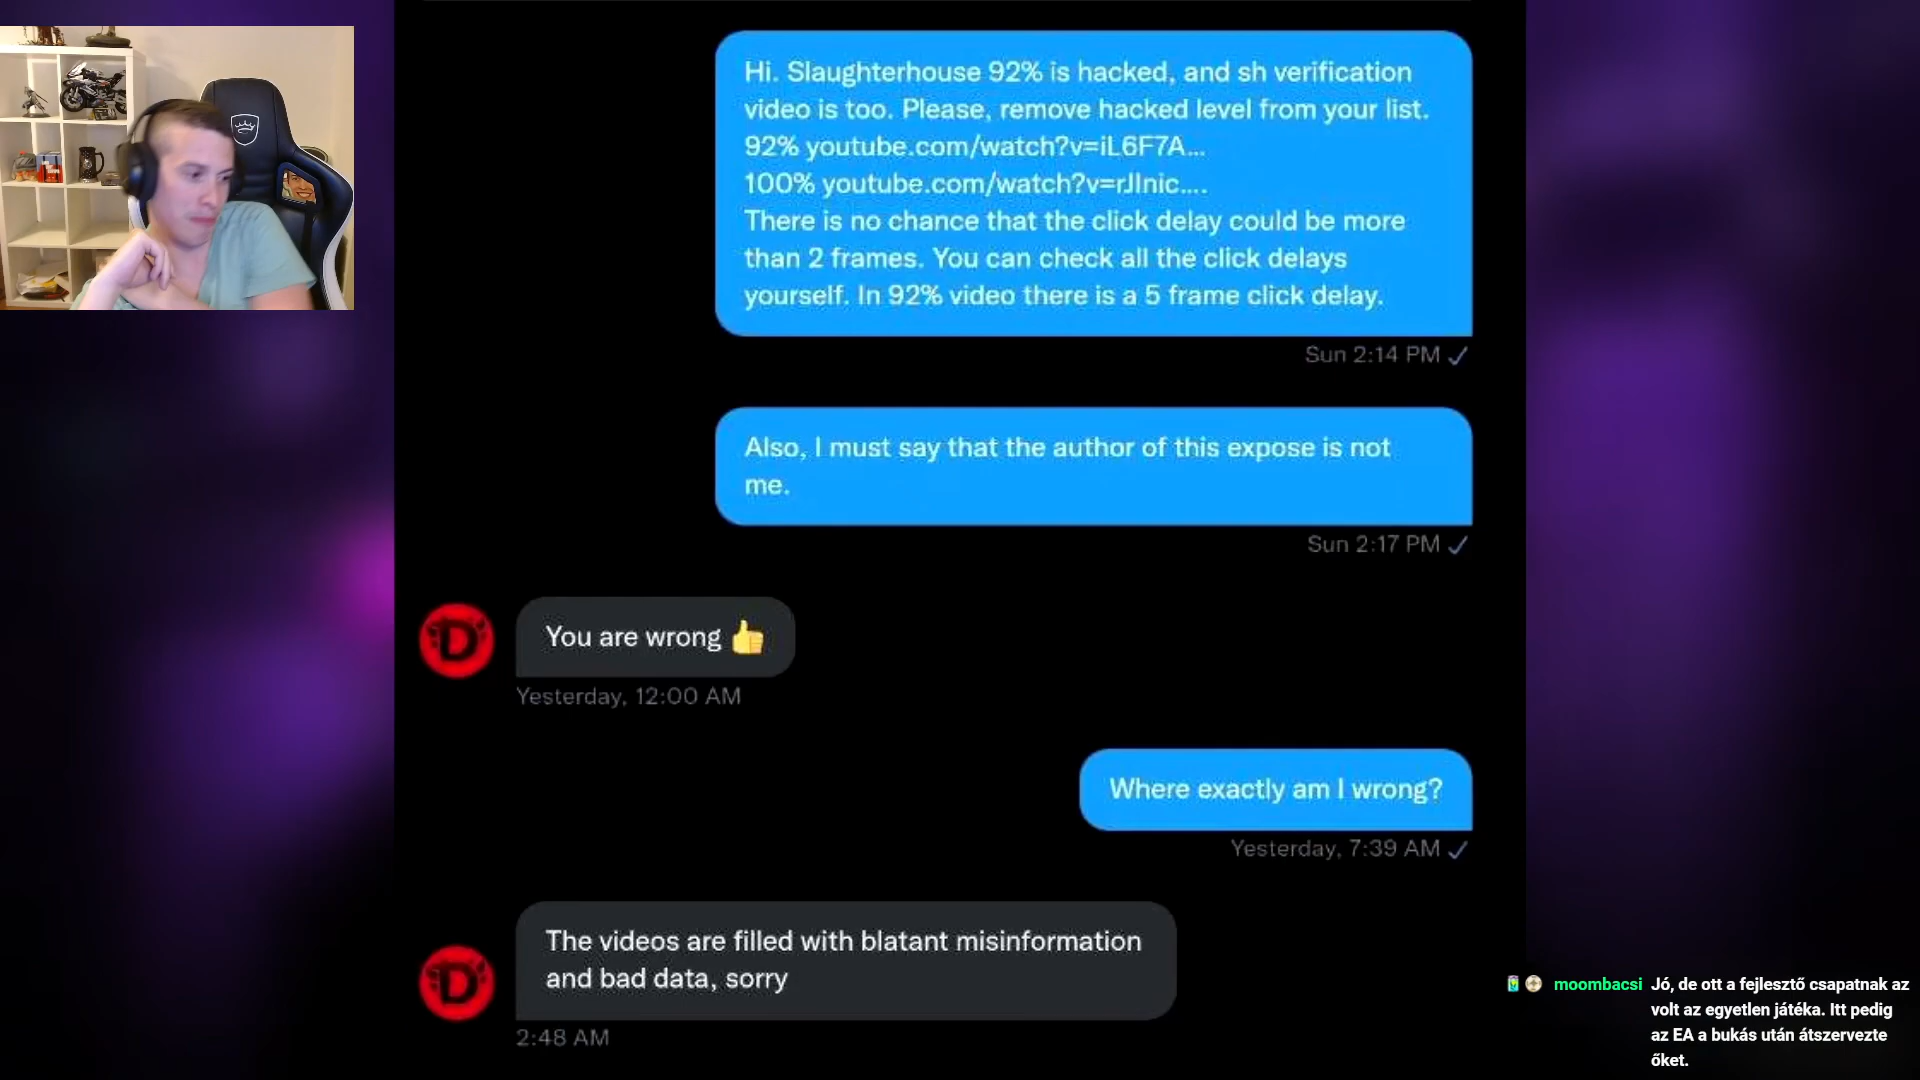 Hi. Slaughterhouse 92% is hacked, and sh verification
video is too. Please, remove hacked level from your list.
92% youtube.com/watch?v=iL6F7A...
100% youtube.com/watch?v=rJInic....
There is no chance that the click delay could be more
than 2 frames. You can check all the click delays
yourself. In 92% video there is a 5 frame click delay.
Sun 2:14 PM
Also, I must say that the author of this expose is not
me.
Sun 2:17 PM
D
You are wrong 👍
Yesterday, 12:00 AM
Where exactly am I wrong?
Yesterday, 7:39 AM
D
The videos are filled with blatant misinformation
and bad data, sorry
2:48 AM
moombacsi Jó, de ott a fejlesztő csapatnak az
volt az egyetlen játéka. Itt pedig
az EA a bukás után átszervezte
őket.